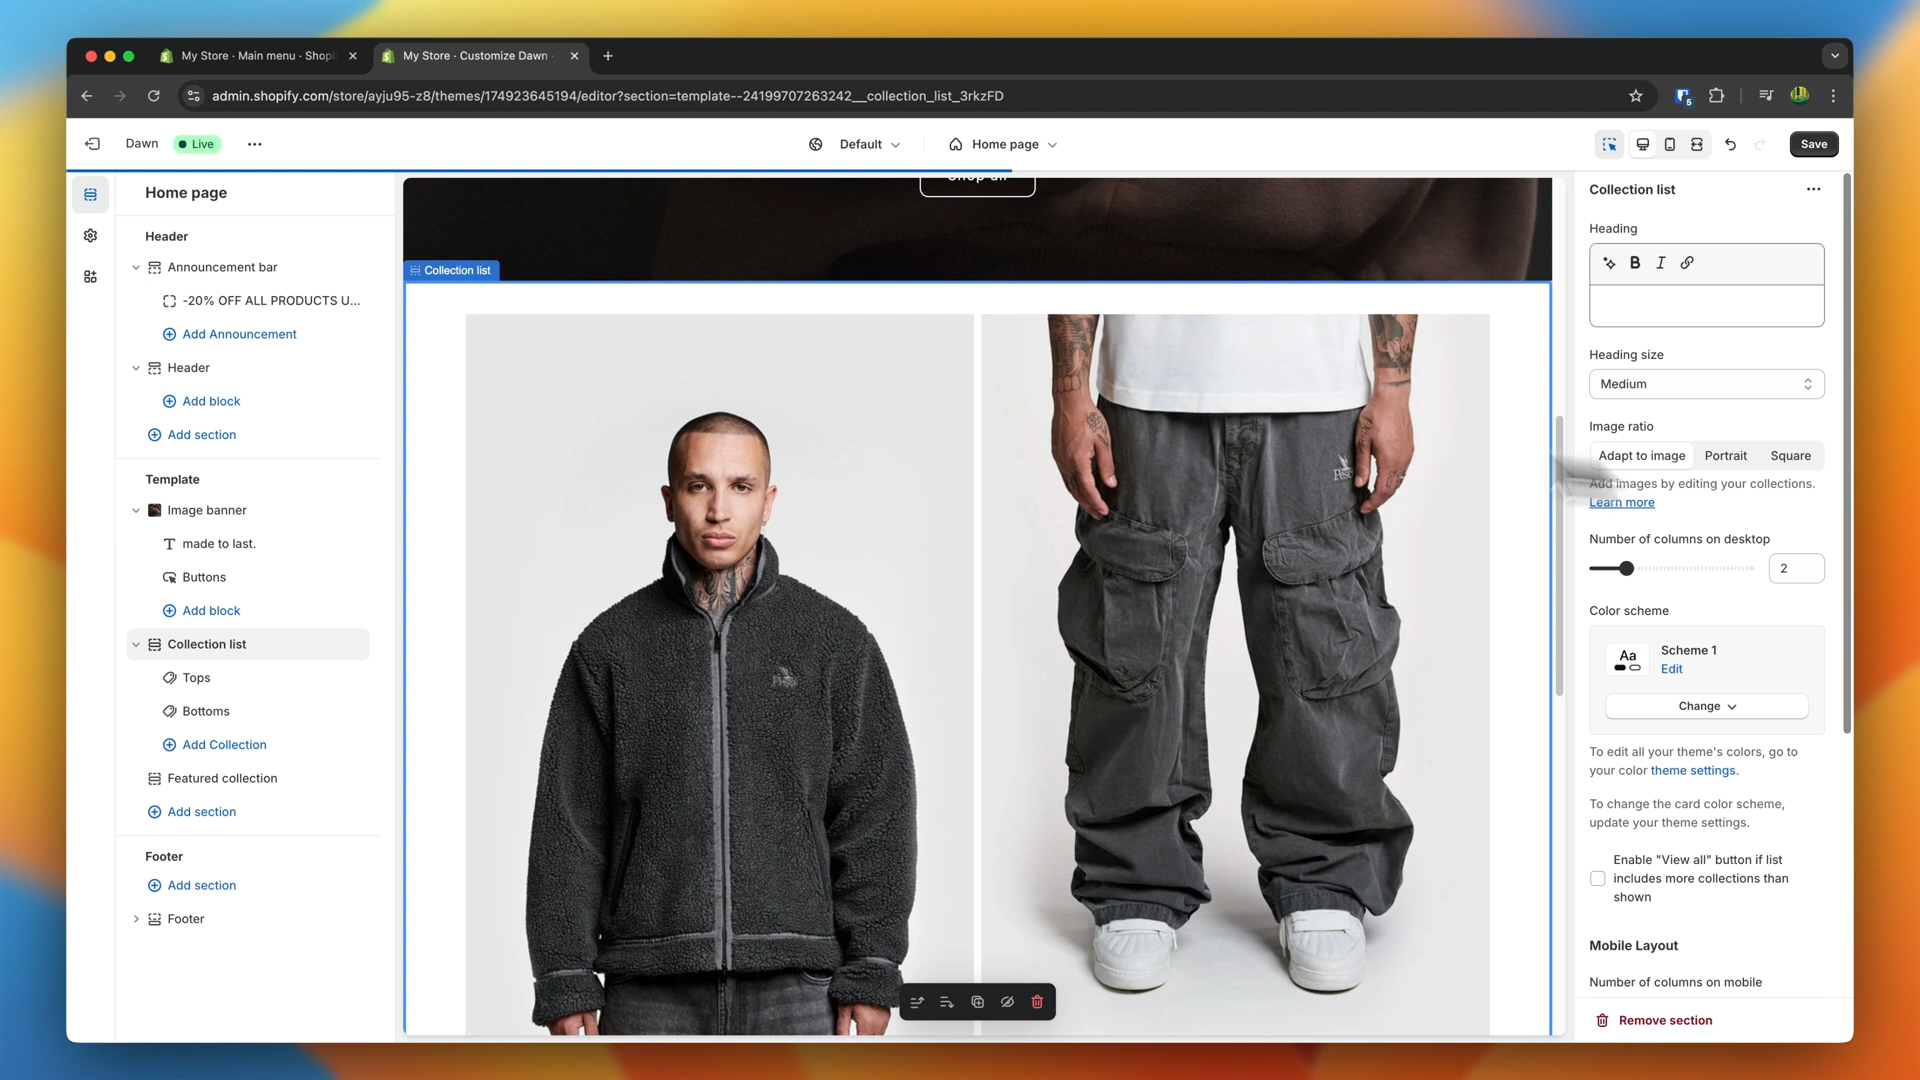 My Store · Main menu · Shopi
My Store · Customize Dawn ·
admin.shopify.com/store/ayju95-z8/themes/174923645194/editor?section=template--24199707263242__collection_list_3rkzFD
5
Dawn
Live
Default
Home page
Save
Home page
Header
Announcement bar
-20% OFF ALL PRODUCTS U...
Add Announcement
Header
Add block
Add section
Template
Image banner
made to last.
Buttons
Add block
Collection list
Tops
Bottoms
Add Collection
Featured collection
Add section
Footer
Add section
Footer
Shop all
Collection list
Collection list
Heading
B I
Heading size
Medium
Image ratio
Adapt to image Portrait Square
Add images by editing your collections.
Learn more
Number of columns on desktop
2
Color scheme
Aa
Scheme 1
Edit
Change
To edit all your theme's colors, go to
your color theme settings.
To change the card color scheme,
update your theme settings.
Enable "View all" button if list
includes more collections than
shown
Mobile Layout
Number of columns on mobile
Remove section